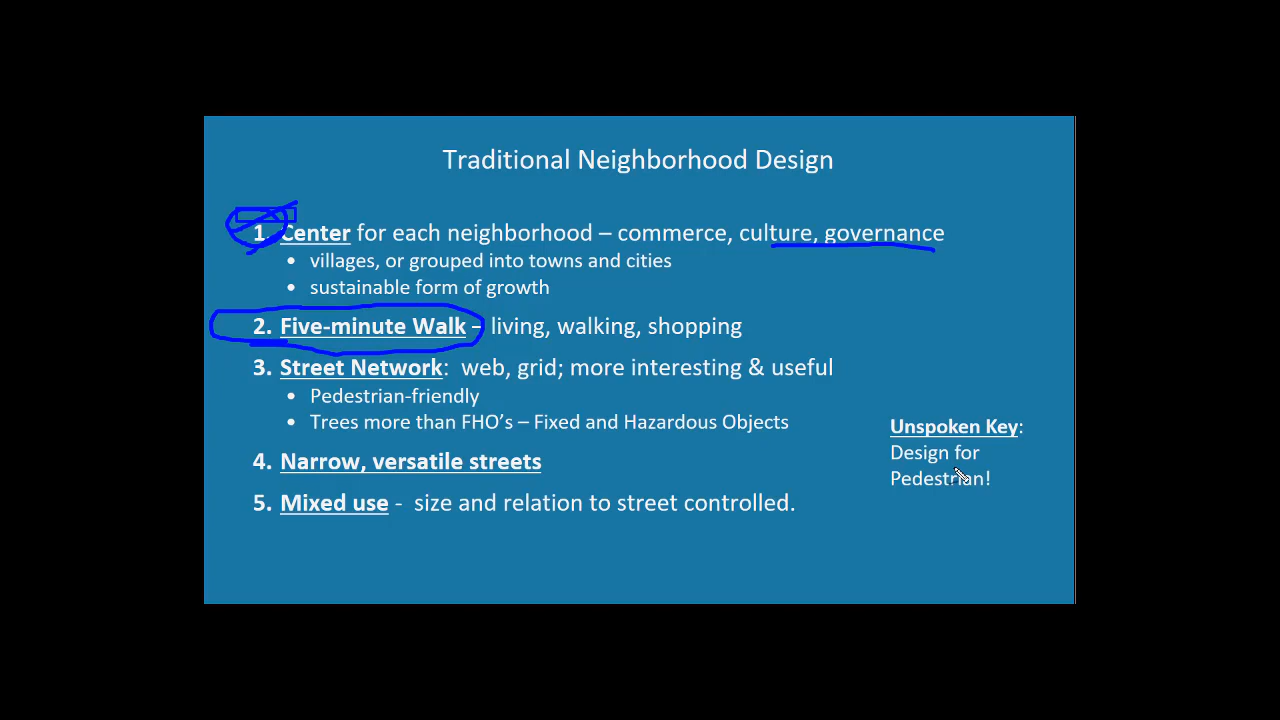 Traditional Neighborhood Design
1. Center for each neighborhood – commerce, culture, governance
• villages, or grouped into towns and cities
• sustainable form of growth
2. Five-minute Walk – living, walking, shopping
3. Street Network: web, grid; more interesting & useful
• Pedestrian-friendly
• Trees more than FHO’s – Fixed and Hazardous Objects
4. Narrow, versatile streets
5. Mixed use - size and relation to street controlled.
Unspoken Key:
Design for
Pedestrian!